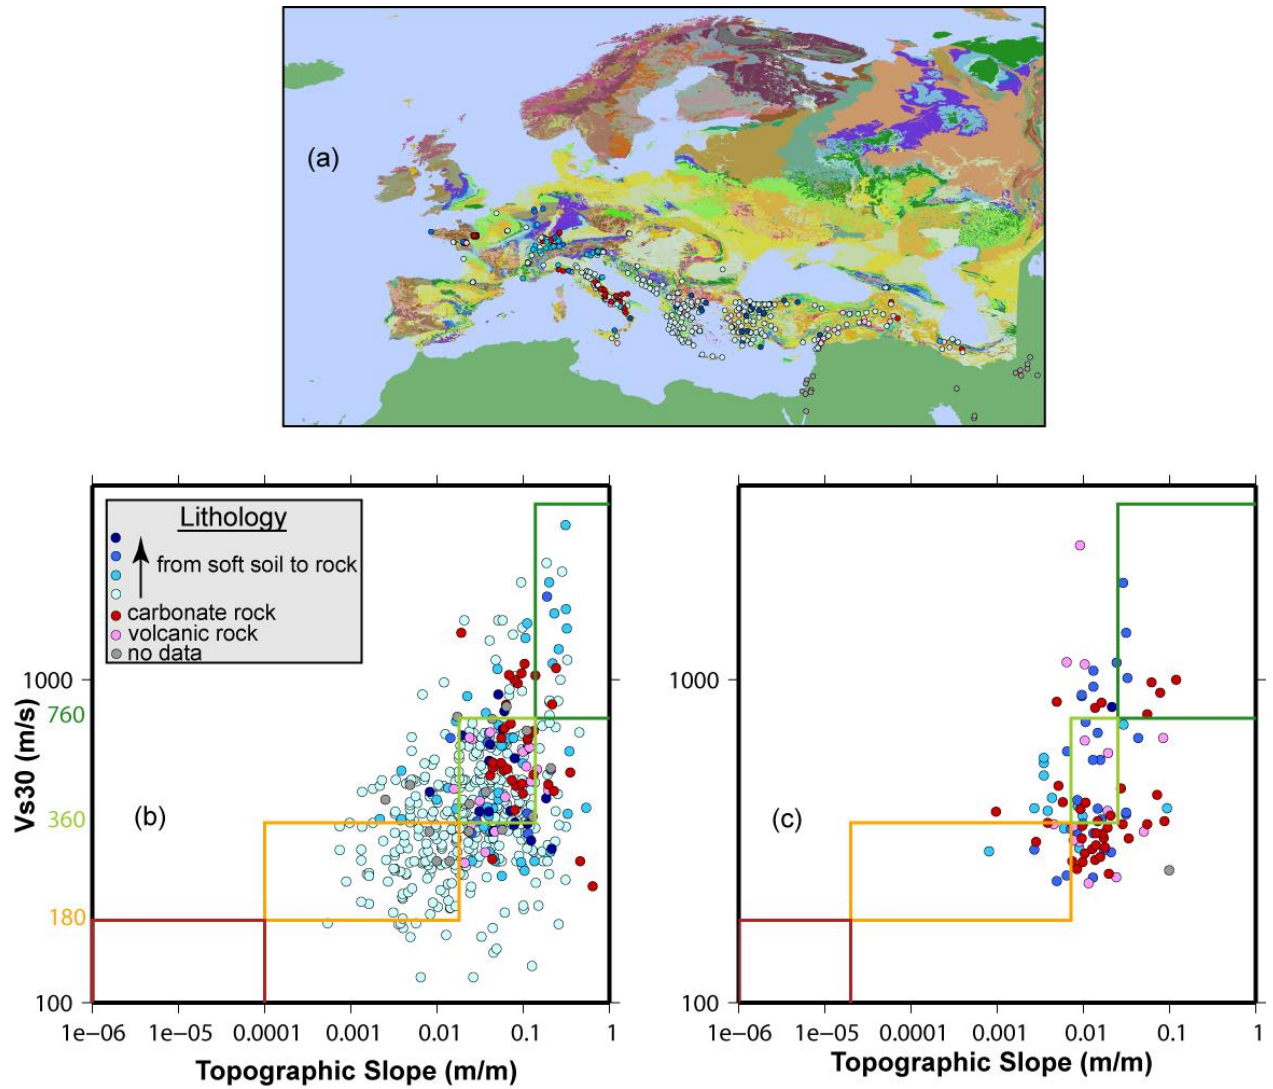 (a)
Lithology
from soft soil to rock
carbonate rock
volcanic rock
no data
(b)
(c)
Vs30 (m/s)
1000
760
360
180
100
1000
100
1e−06 1e−05 0.0001 0.001 0.01 0.1 1
1e−06 1e−05 0.0001 0.001 0.01 0.1 1
Topographic Slope (m/m)
Topographic Slope (m/m)